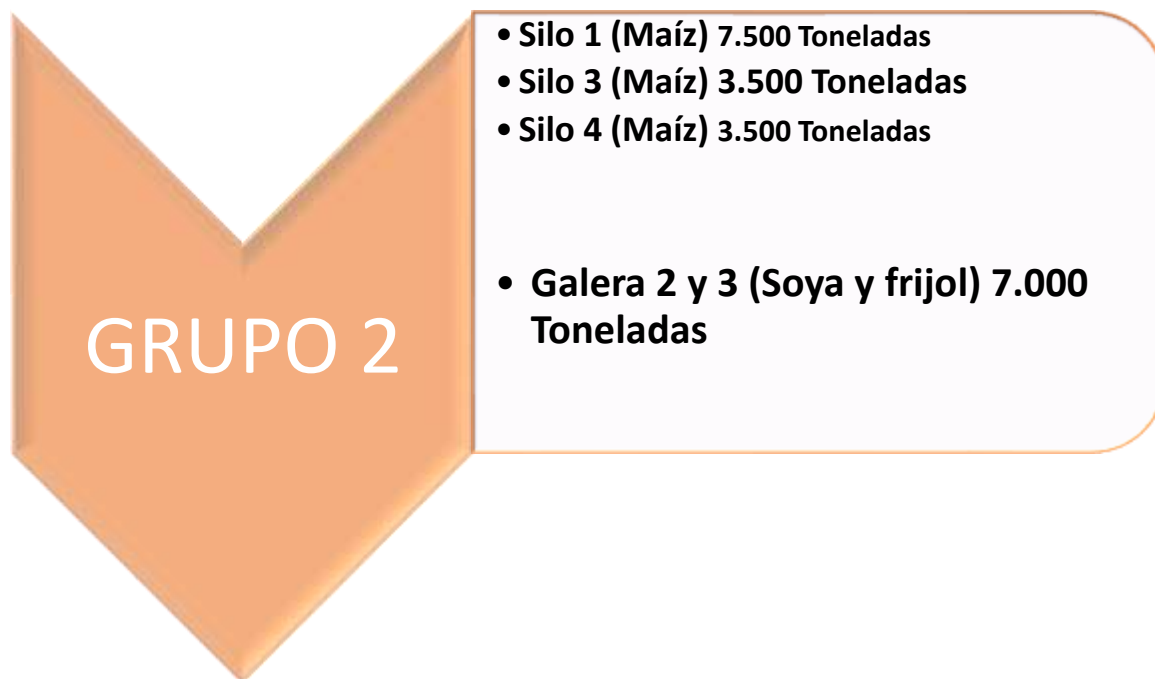 GRUPO 2
• Silo 1 (Maíz) 7.500 Toneladas
• Silo 3 (Maíz) 3.500 Toneladas
• Silo 4 (Maíz) 3.500 Toneladas
• Galera 2 y 3 (Soya y frijol) 7.000
Toneladas